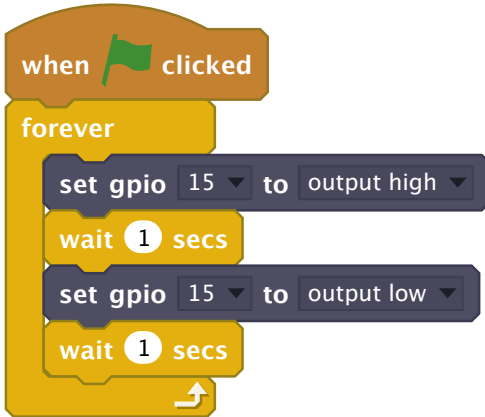 when clicked
forever
set gpio 15 to output high
wait 1 secs
set gpio 15 to output low
wait 1 secs